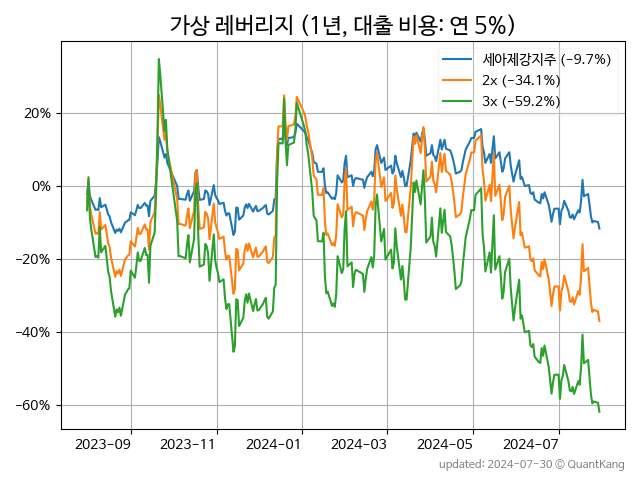 가상 레버리지 (1년, 대출 비용: 연 5%)
세아제강지주 (−9.7%)
2x (−34.1%)
3x (−59.2%)
20%
0%
−20%
−40%
−60%
2023-09 2023-11 2024-01 2024-03 2024-05 2024-07
updated: 2024-07-30 © QuantKang